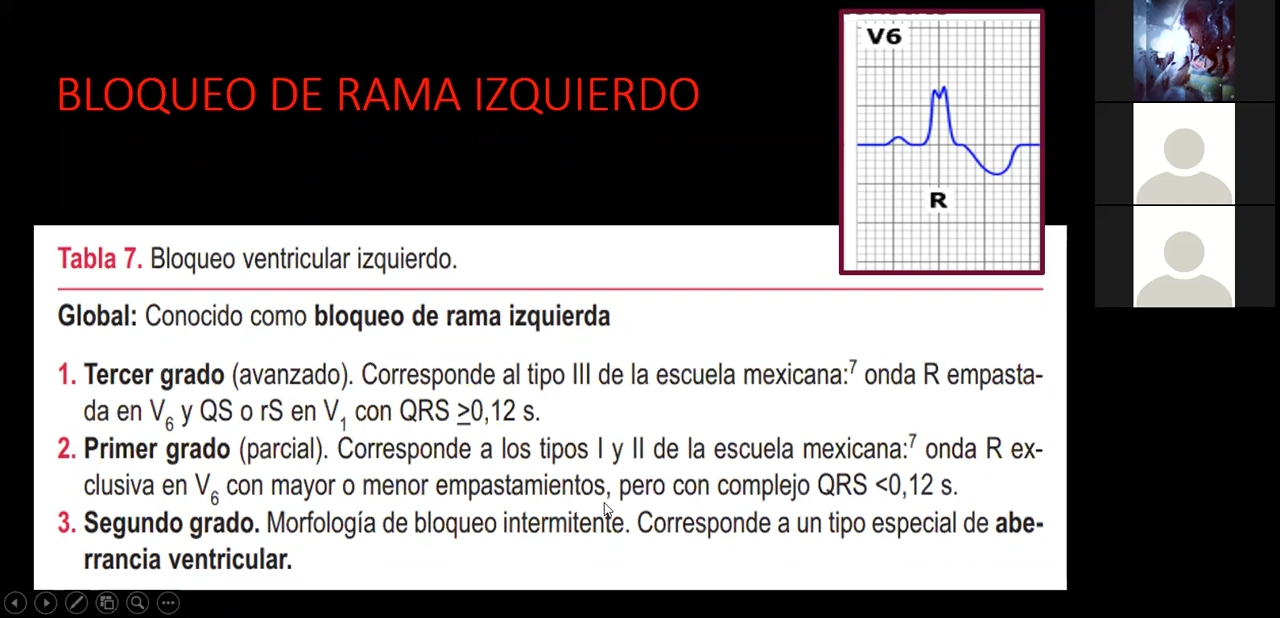 V6
BLOQUEO DE RAMA IZQUIERDO
R
Tabla 7. Bloqueo ventricular izquierdo.
Global: Conocido como bloqueo de rama izquierda
1. Tercer grado (avanzado). Corresponde al tipo III de la escuela mexicana:⁷ onda R empasta-
da en V₆ y QS o rS en V₁ con QRS ≥0,12 s.
2. Primer grado (parcial). Corresponde a los tipos I y II de la escuela mexicana:⁷ onda R ex-
clusiva en V₆ con mayor o menor empastamientos, pero con complejo QRS <0,12 s.
3. Segundo grado. Morfología de bloqueo intermitente. Corresponde a un tipo especial de abe-
rrancia ventricular.